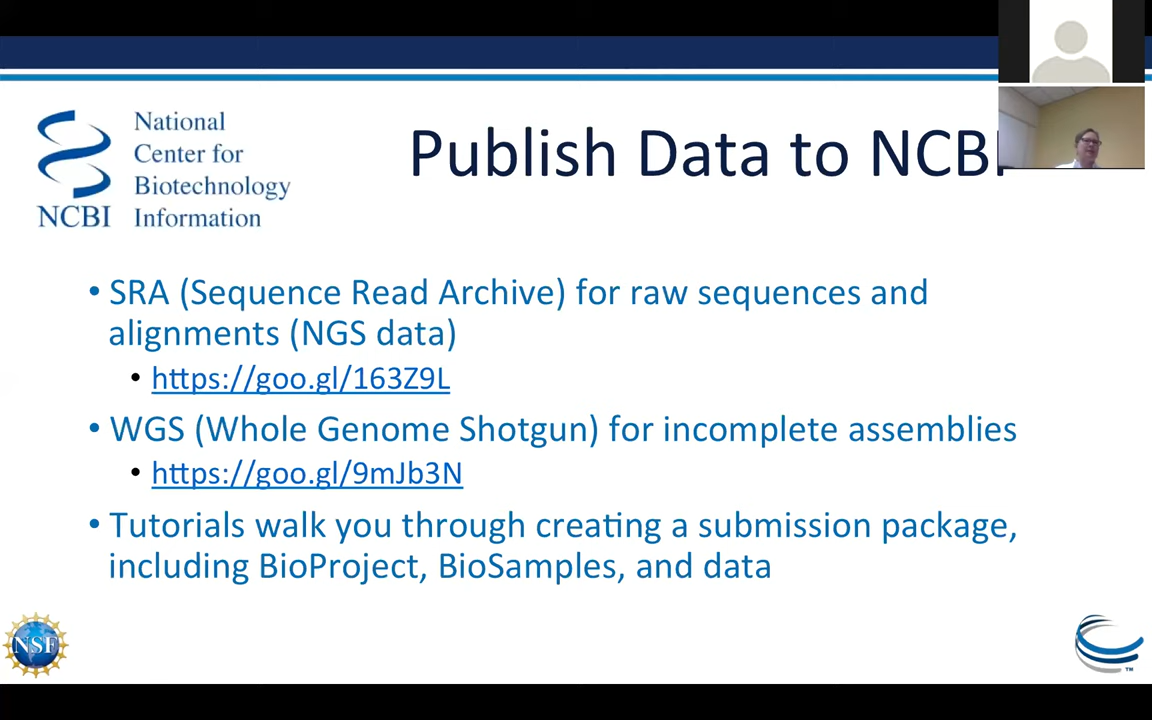 National
Center for
Biotechnology
NCBI Information
Publish Data to NCBI
• SRA (Sequence Read Archive) for raw sequences and
alignments (NGS data)
• https://goo.gl/163Z9L
• WGS (Whole Genome Shotgun) for incomplete assemblies
• https://goo.gl/9mJb3N
• Tutorials walk you through creating a submission package,
including BioProject, BioSamples, and data
NSF
TM